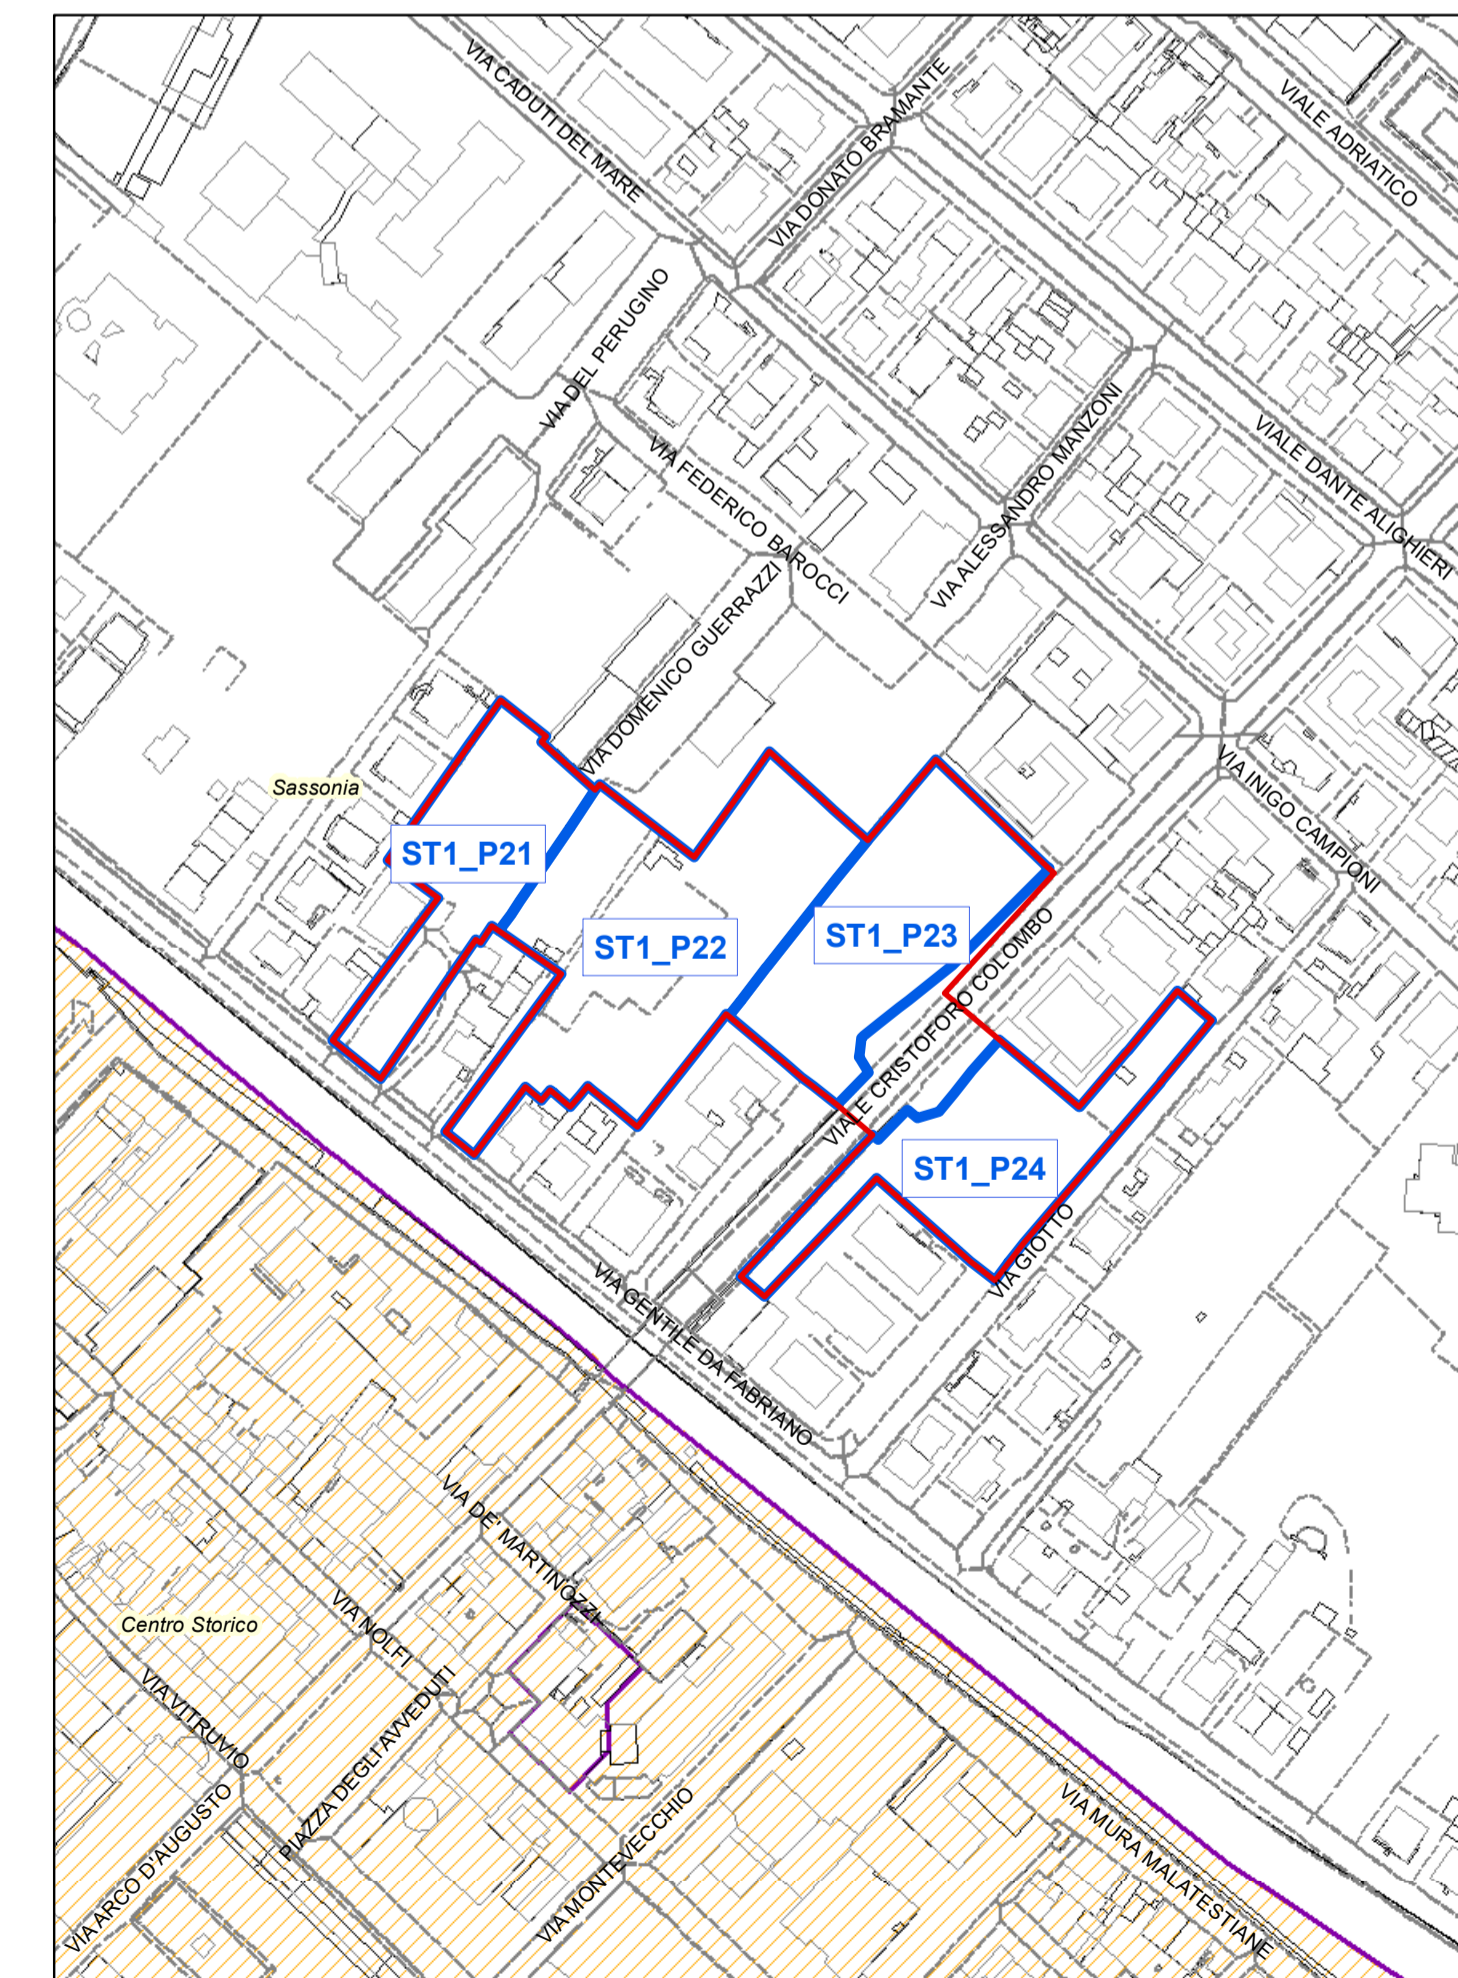 VIA CADUTI DEL MARE
VIA DONATO BRAMANTE
VIALE ADRIATICO
VIA DEL PERUGINO
VIA FEDERICO BAROCCI
VIA ALESSANDRO MANZONI
VIALE DANTE ALIGHIERI
VIA DOMENICO GUERRAZZI
Sassonia
VIA INIGO CAMPIONI
ST1_P21
ST1_P22
ST1_P23
VIALE CRISTOFORO COLOMBO
ST1_P24
VIA GIOTTO
VIA GENTILE DA FABRIANO
VIA DE' MARTINOZZI
VIA NOLFI
Centro Storico
VIA VITRUVIO
PIAZZA DEGLI AVVEDUTI
VIA ARCO D'AUGUSTO
VIA MONTEVECCHIO
VIA MURA MALATESTIANE